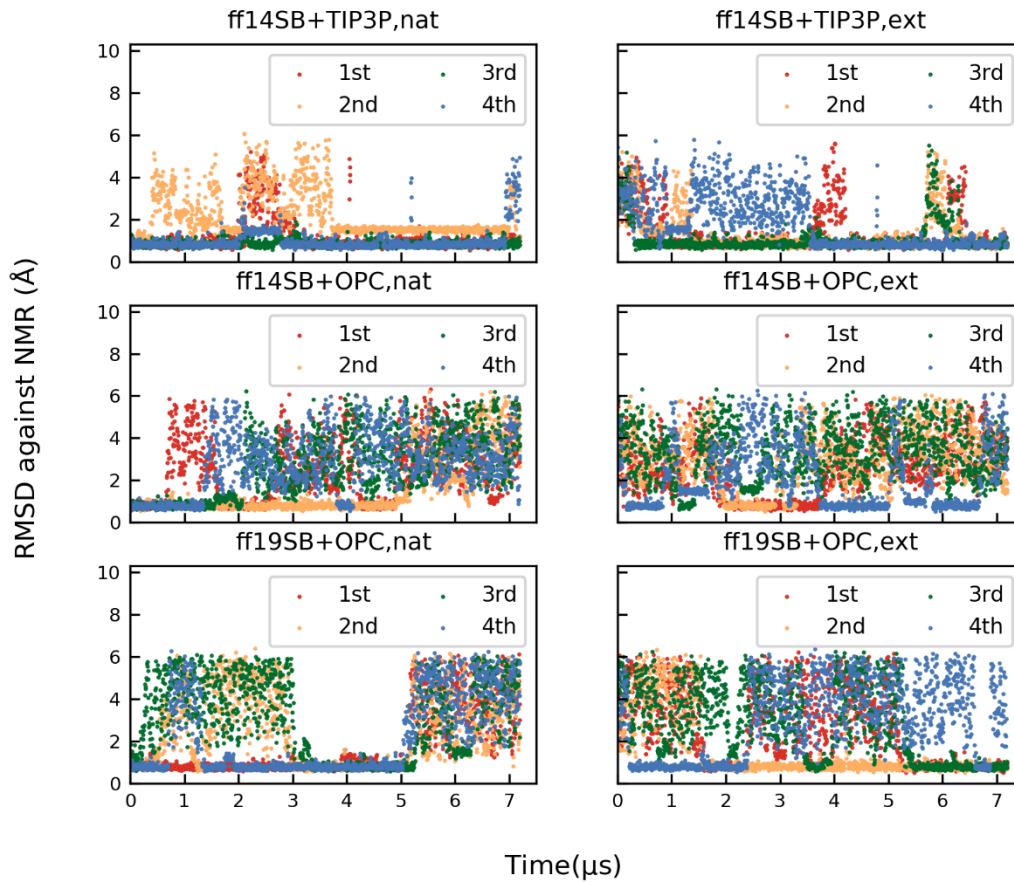 ff14SB+TIP3P,nat
10
8
6
4
2
0
1st
3rd
2nd
4th
ff14SB+TIP3P,ext
1st
3rd
2nd
4th
RMSD against NMR (Å)
ff14SB+OPC,nat
10
8
6
4
2
0
1st
3rd
2nd
4th
ff14SB+OPC,ext
1st
3rd
2nd
4th
ff19SB+OPC,nat
10
8
6
4
2
0
1st
3rd
2nd
4th
0 1 2 3 4 5 6 7
ff19SB+OPC,ext
1st
3rd
2nd
4th
0 1 2 3 4 5 6 7
Time(μs)